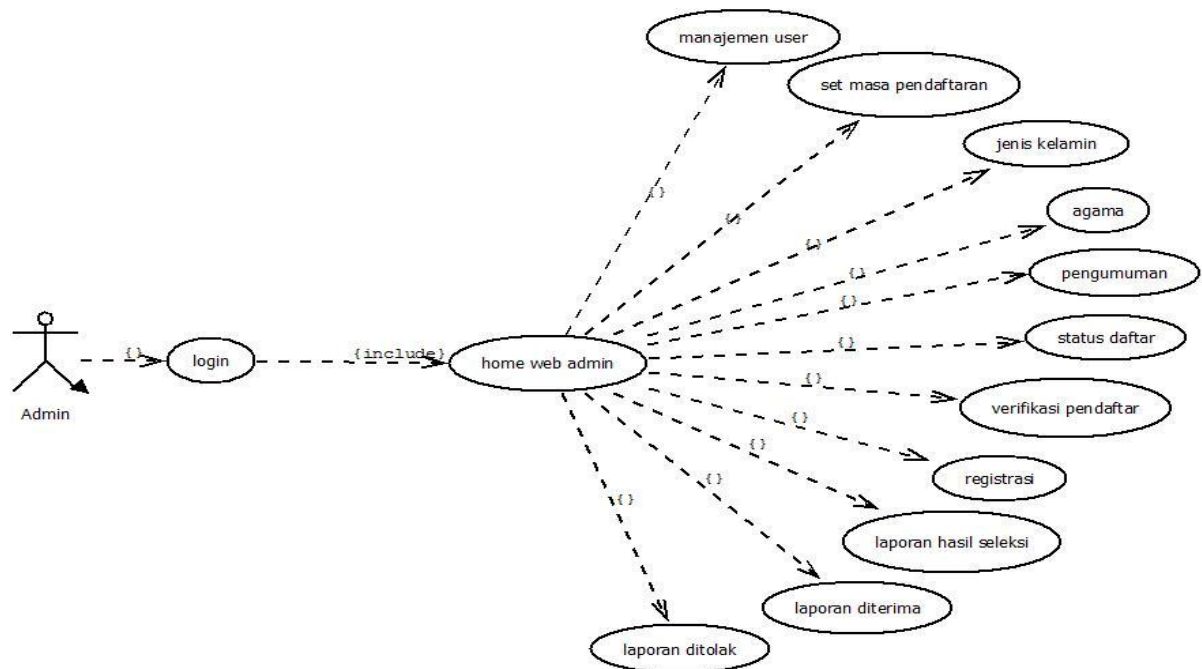 manajemen user
set masa pendaftaran
jenis kelamin
agama
pengumuman
status daftar
verifikasi pendaftar
registrasi
laporan hasil seleksi
laporan diterima
laporan ditolak
home web admin
login
Admin
{}
{include}
{}
{}
{}
{}
{}
{}
{}
{}
{}
{}
{}